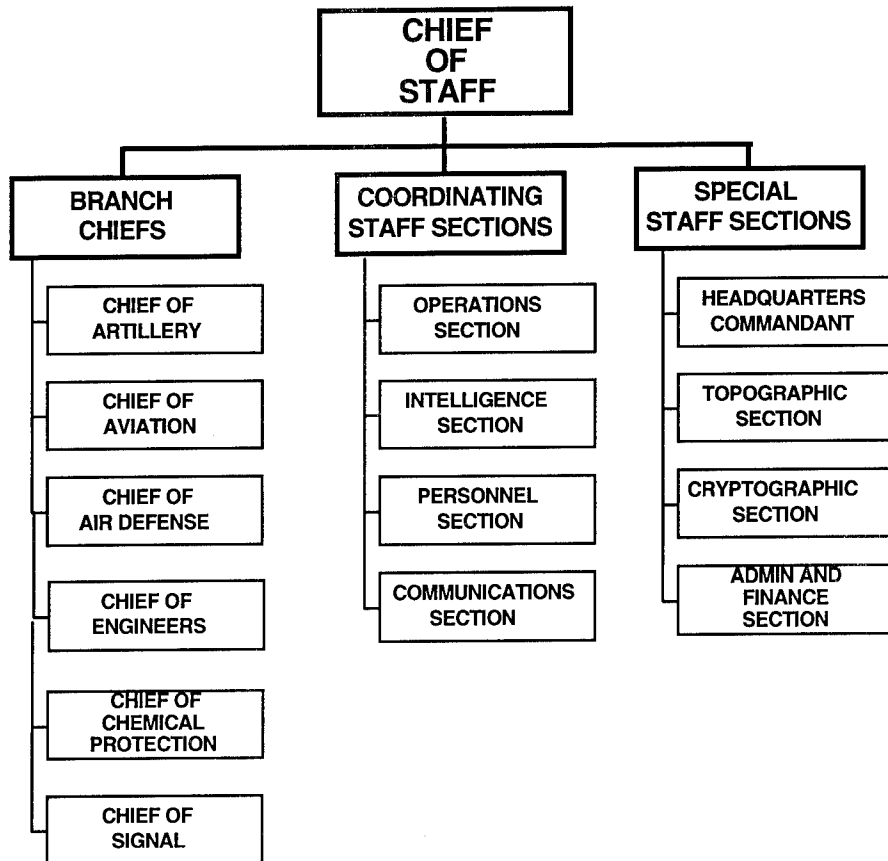 CHIEF
OF
STAFF
BRANCH
CHIEFS
CHIEF OF
ARTILLERY
CHIEF OF
AVIATION
CHIEF OF
AIR DEFENSE
CHIEF OF
ENGINEERS
CHIEF OF
CHEMICAL
PROTECTION
CHIEF OF
SIGNAL
COORDINATING
STAFF SECTIONS
OPERATIONS
SECTION
INTELLIGENCE
SECTION
PERSONNEL
SECTION
COMMUNICATIONS
SECTION
SPECIAL
STAFF SECTIONS
HEADQUARTERS
COMMANDANT
TOPOGRAPHIC
SECTION
CRYPTOGRAPHIC
SECTION
ADMIN AND
FINANCE
SECTION